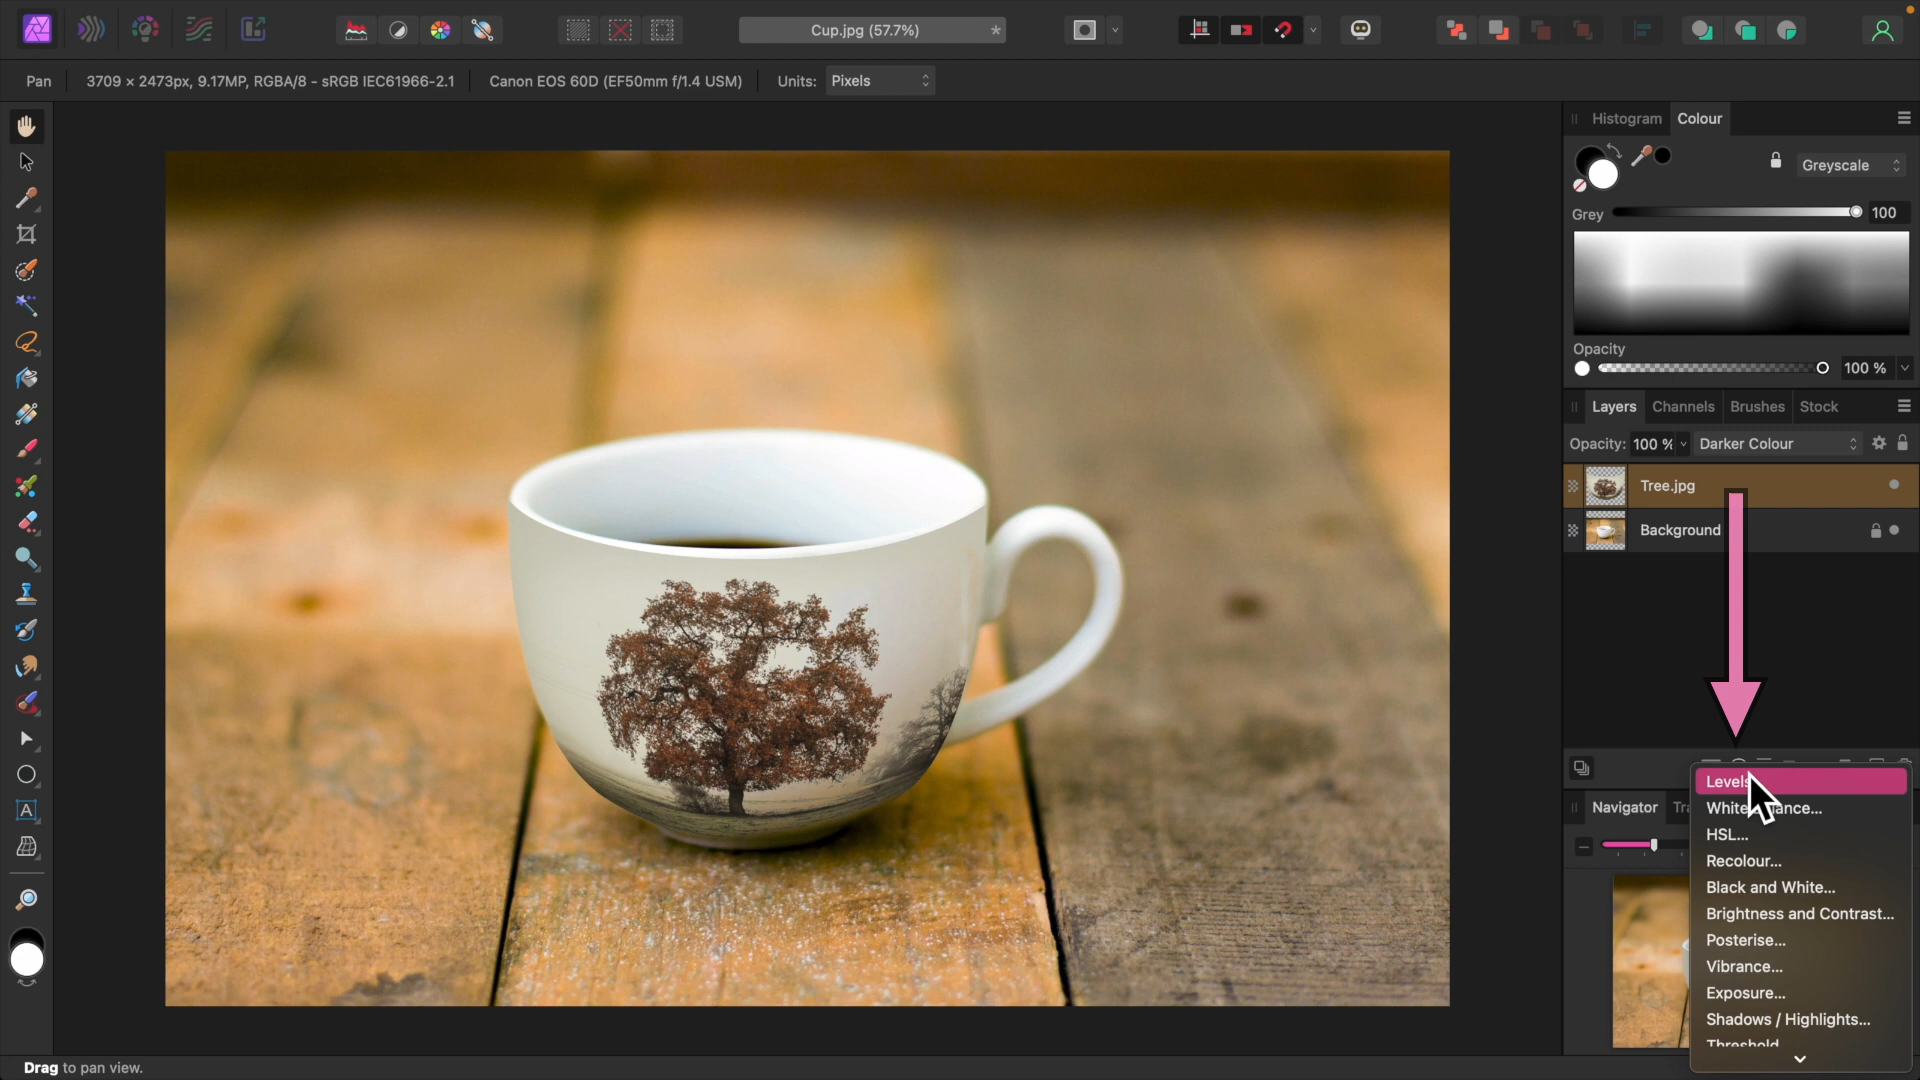 Cup.jpg (57.7%)
*
Pan
3709 × 2473px, 9.17MP, RGBA/8 - sRGB IEC61966-2.1
Canon EOS 60D (EF50mm f/1.4 USM)
Units:
Pixels
Histogram
Colour
Greyscale
Grey
100
Opacity
100 %
Layers
Channels
Brushes
Stock
Opacity:
100 %
Darker Colour
Tree.jpg
Background
Levels
Navigator
HSL...
Recolour...
Black and White...
Brightness and Contrast...
Posterise...
Vibrance...
Exposure...
Shadows / Highlights...
Threshold
A
Drag to pan view.